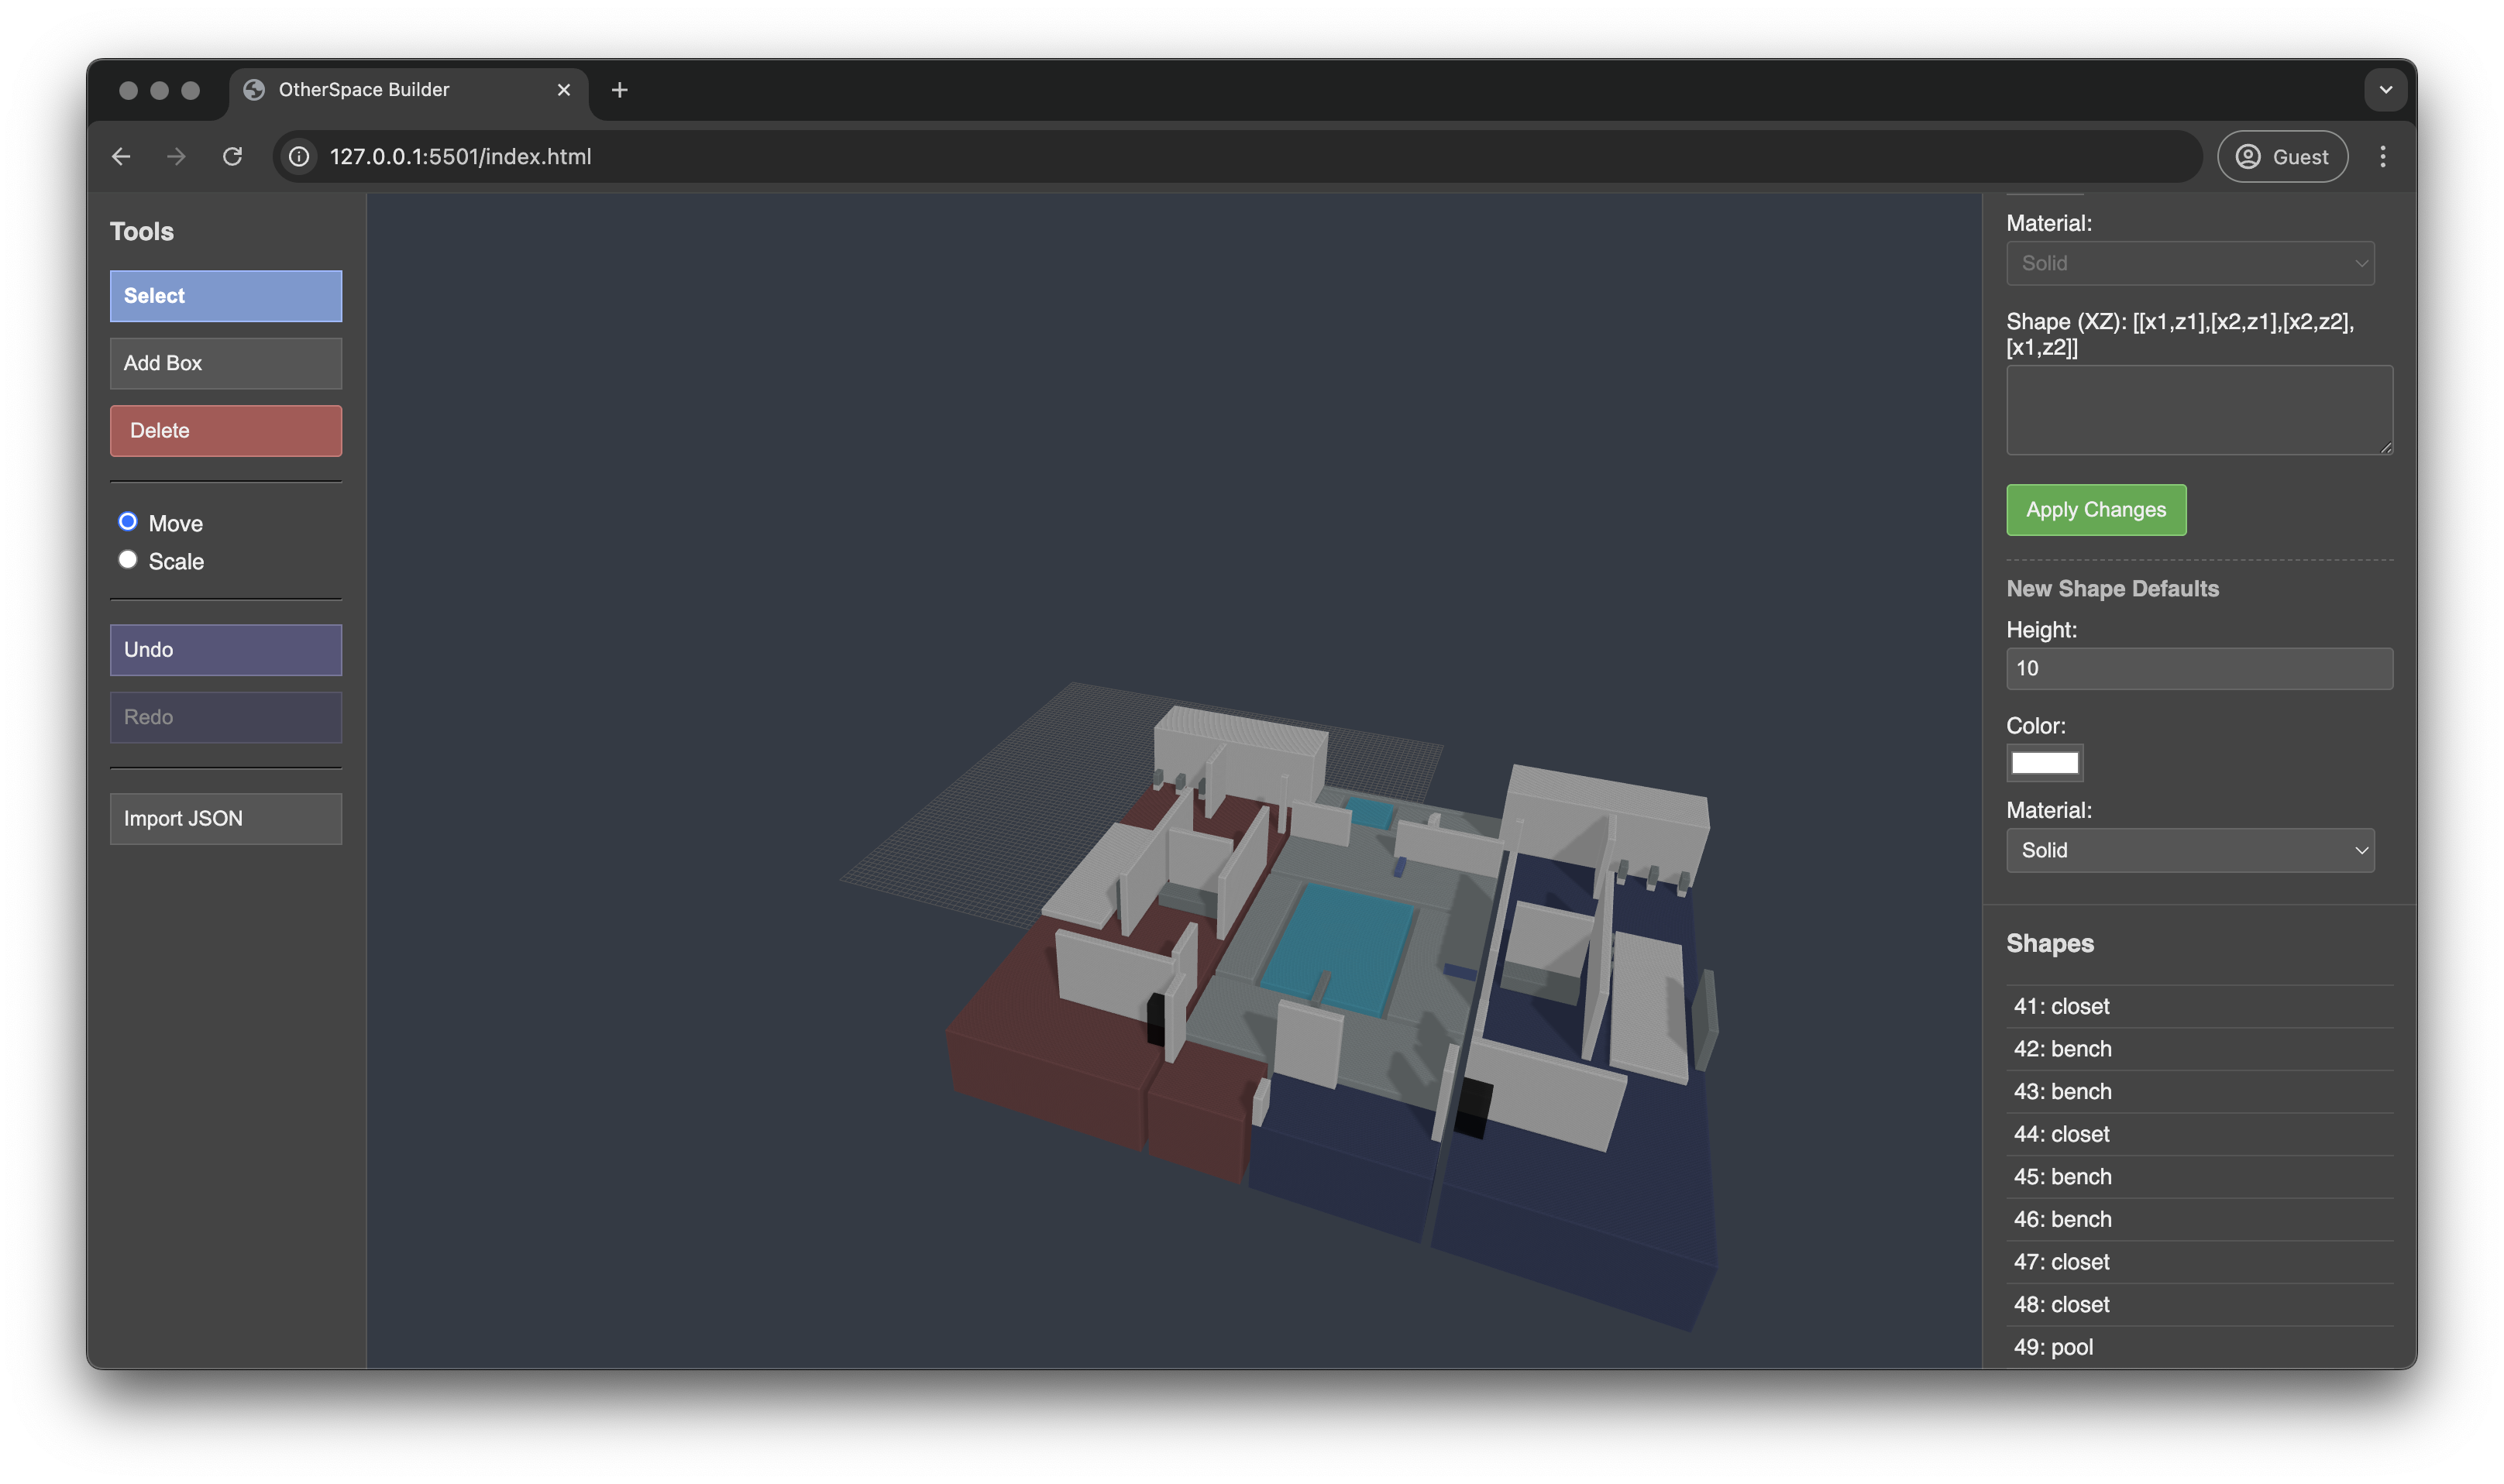 OtherSpace Builder
127.0.0.1:5501/index.html
Guest
Tools
Select
Add Box
Delete
Move
Scale
Undo
Redo
Import JSON
Material:
Solid
Shape (XZ): [[x1,z1],[x2,z1],[x2,z2],
[x1,z2]]
Apply Changes
New Shape Defaults
Height:
10
Color:
Material:
Solid
Shapes
41: closet
42: bench
43: bench
44: closet
45: bench
46: bench
47: closet
48: closet
49: pool